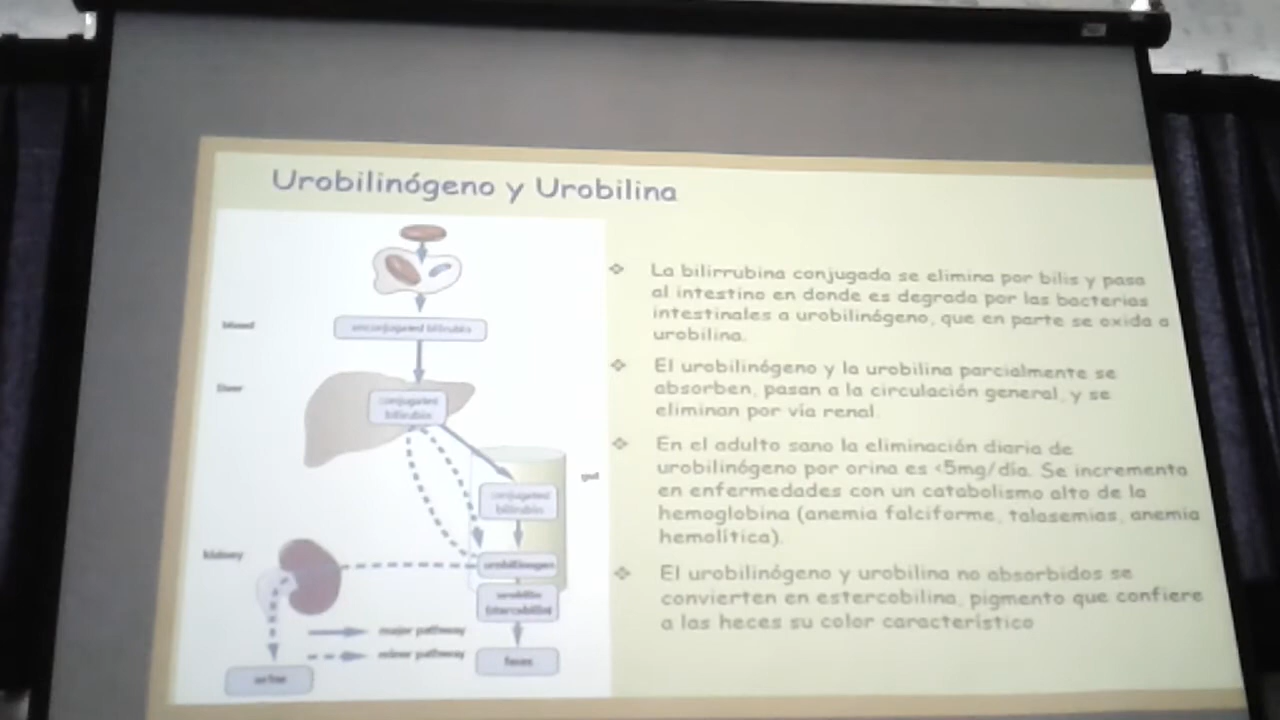 Urobilinógeno y Urobilina
blood
unconjugated bilirubin
liver
conjugated
bilirubin
gut
conjugated
bilirubin
kidney
urobilinogen
urobilin
(stercobilin)
major pathway
minor pathway
feces
urine
La bilirrubina conjugada se elimina por bilis y pasa
al intestino en donde es degrada por las bacterias
intestinales a urobilinógeno, que en parte se oxida a
urobilina.
El urobilinógeno y la urobilina parcialmente se
absorben, pasan a la circulación general, y se
eliminan por vía renal.
En el adulto sano la eliminación diaria de
urobilinógeno por orina es <5mg/día. Se incrementa
en enfermedades con un catabolismo alto de la
hemoglobina (anemia falciforme, talasemias, anemia
hemolítica).
El urobilinógeno y urobilina no absorbidos se
convierten en estercobilina, pigmento que confiere
a las heces su color característico